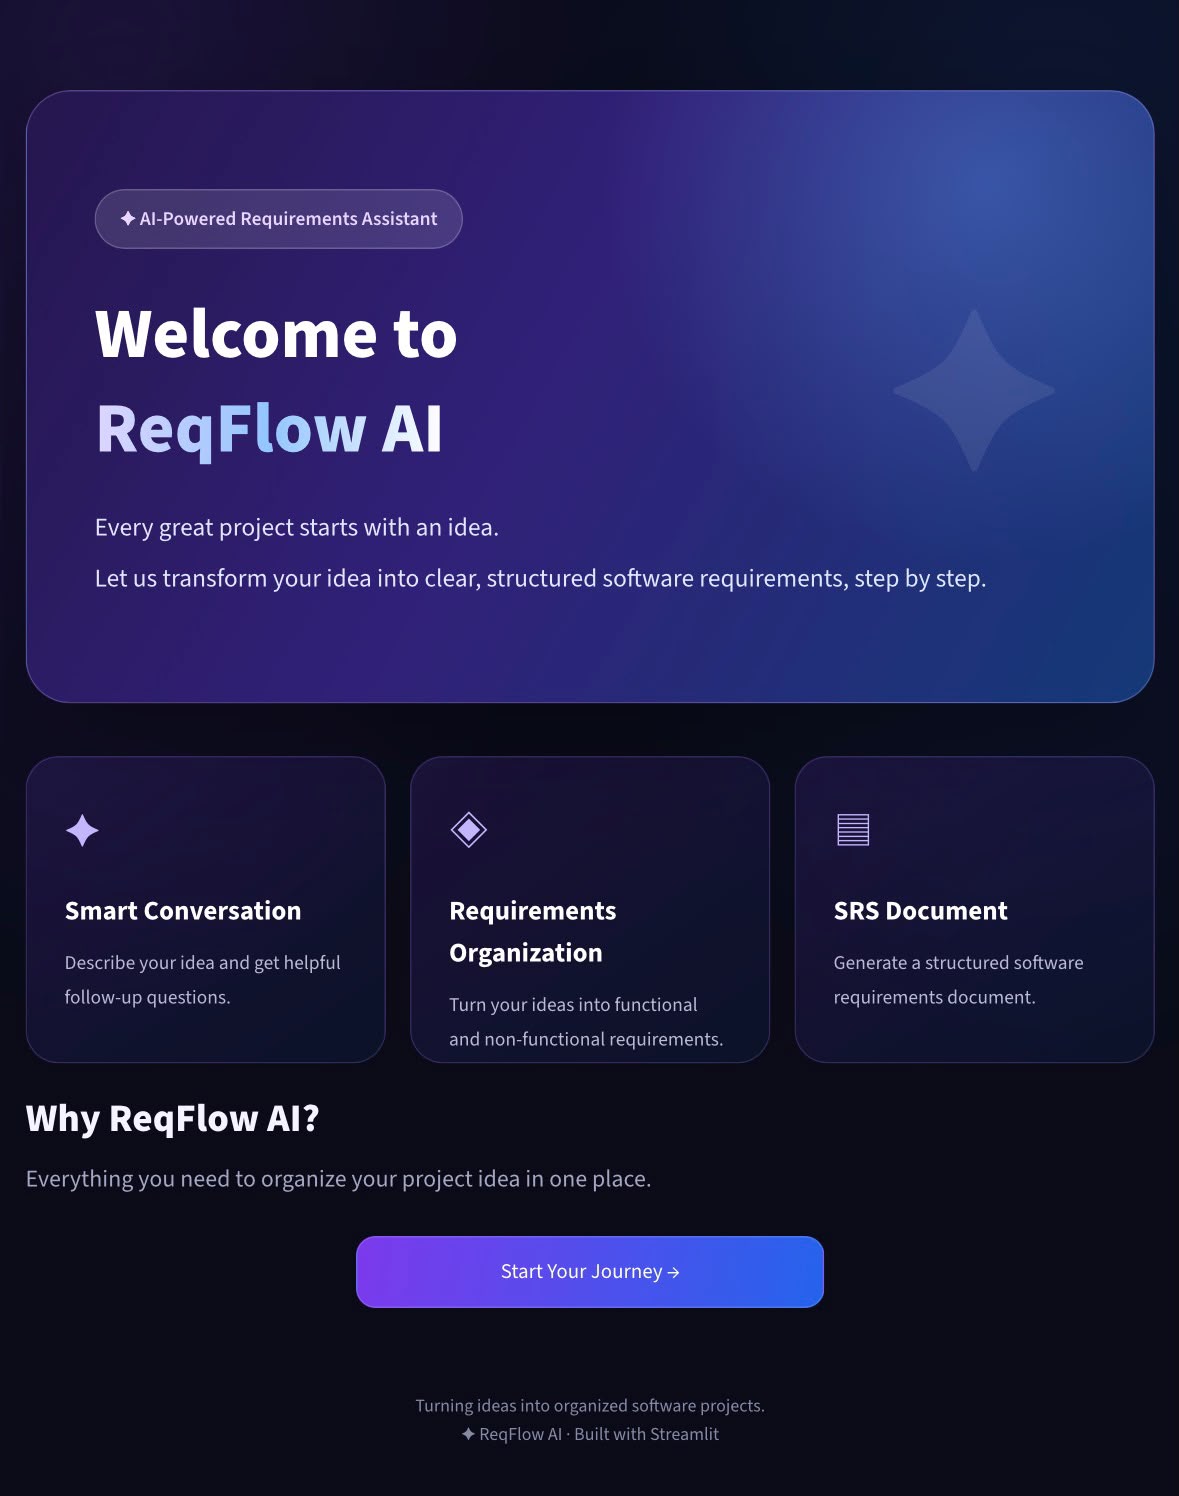 ✦ AI-Powered Requirements Assistant
Welcome to
ReqFlow AI
Every great project starts with an idea.
Let us transform your idea into clear, structured software requirements, step by step.
Smart Conversation
Describe your idea and get helpful
follow-up questions.
Requirements
Organization
Turn your ideas into functional
and non-functional requirements.
SRS Document
Generate a structured software
requirements document.
Why ReqFlow AI?
Everything you need to organize your project idea in one place.
Start Your Journey →
Turning ideas into organized software projects.
✦ ReqFlow AI · Built with Streamlit